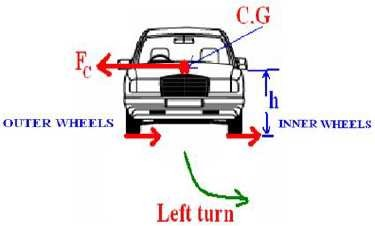 C.G
FC
h
OUTER WHEELS
INNER WHEELS
Left turn